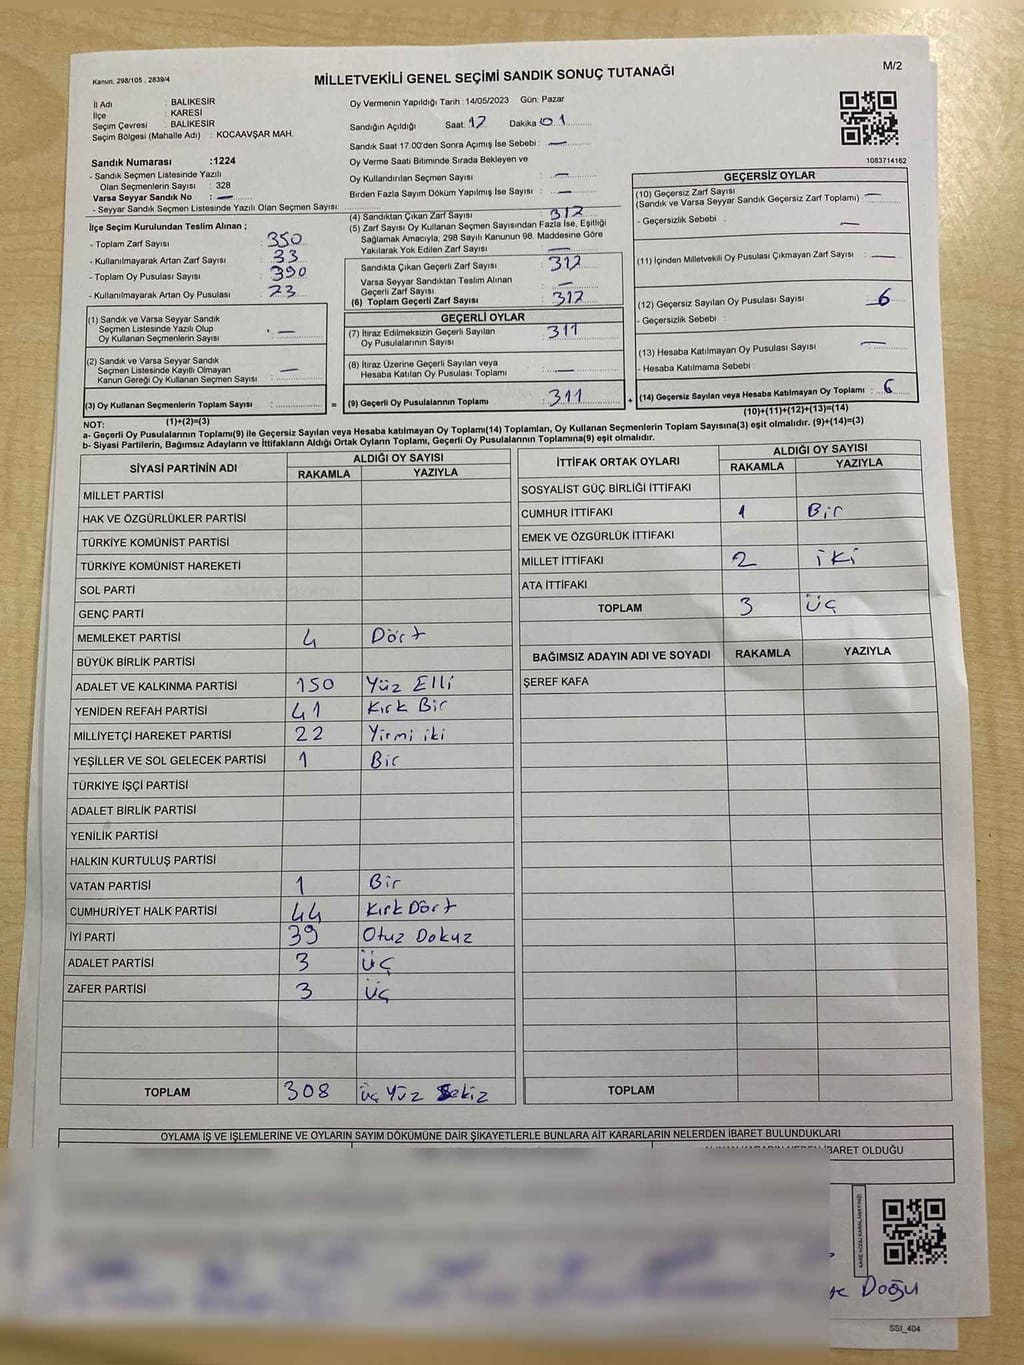 Kanun, 298/105 , 2839/4
MİLLETVEKİLİ GENEL SEÇİMİ SANDIK SONUÇ TUTANAĞI
M/2
İl Adı : BALIKESİR
İlçe : KARESİ
Seçim Çevresi : BALIKESİR
Seçim Bölgesi (Mahalle Adı) : KOCAAVŞAR MAH.
Sandık Numarası :1224
- Sandık Seçmen Listesinde Yazılı
Olan Seçmenlerin Sayısı : 328
Varsa Seyyar Sandık No : —
- Seyyar Sandık Seçmen Listesinde Yazılı Olan Seçmen Sayısı:
İlçe Seçim Kurulundan Teslim Alınan ;
- Toplam Zarf Sayısı : 350
- Kullanılmayarak Artan Zarf Sayısı : 33
- Toplam Oy Pusulası Sayısı : 390
- Kullanılmayarak Artan Oy Pusulası : 73
(1) Sandık ve Varsa Seyyar Sandık
Seçmen Listesinde Yazılı Olup
Oy Kullanan Seçmenlerin Sayısı : —
(2) Sandık ve Varsa Seyyar Sandık
Seçmen Listesinde Kayıtlı Olmayan
Kanun Gereği Oy Kullanan Seçmen Sayısı : —
(3) Oy Kullanan Seçmenlerin Toplam Sayısı :
(1)+(2)=(3)
Oy Vermenin Yapıldığı Tarih :14/05/2023 Gün: Pazar
Sandığın Açıldığı Saat: 17 Dakika: 01
Sandık Saat 17.00'den Sonra Açımış İse Sebebi : —
Oy Verme Saati Bitiminde Sırada Bekleyen ve
Oy Kullandırılan Seçmen Sayısı : —
Birden Fazla Sayım Döküm Yapılmış İse Sayısı : —
(4) Sandıktan Çıkan Zarf Sayısı : 312
(5) Zarf Sayısı Oy Kullanan Seçmen Sayısından Fazla İse, Eşitliği
Sağlamak Amacıyla, 298 Sayılı Kanunun 98. Maddesine Göre
Yakılarak Yok Edilen Zarf Sayısı : —
Sandıkta Çıkan Geçerli Zarf Sayısı : 312
Varsa Seyyar Sandıktan Teslim Alınan
Geçerli Zarf Sayısı : —
(6) Toplam Geçerli Zarf Sayısı : 312
GEÇERLİ OYLAR
(7) İtiraz Edilmeksizin Geçerli Sayılan
Oy Pusulalarının Sayısı : 311
(8) İtiraz Üzerine Geçerli Sayılan veya
Hesaba Katılan Oy Pusulası Toplamı : —
= (9) Geçerli Oy Pusulalarının Toplamı : 311
1083714162
GEÇERSİZ OYLAR
(10) Geçersiz Zarf Sayısı : —
(Sandık ve Varsa Seyyar Sandık Geçersiz Zarf Toplamı)
- Geçersizlik Sebebi : —
(11) İçinden Milletvekili Oy Pusulası Çıkmayan Zarf Sayısı : —
(12) Geçersiz Sayılan Oy Pusulası Sayısı : 6
- Geçersizlik Sebebi :
(13) Hesaba Katılmayan Oy Pusulası Sayısı : —
- Hesaba Katılmama Sebebi :
+ (14) Geçersiz Sayılan veya Hesaba Katılmayan Oy Toplamı : 6
(10)+(11)+(12)+(13)=(14)
NOT:
a- Geçerli Oy Pusulalarının Toplamı(9) ile Geçersiz Sayılan veya Hesaba katılmayan Oy Toplamı(14) Toplamları, Oy Kullanan Seçmenlerin Toplam Sayısına(3) eşit olmalıdır. (9)+(14)=(3)
b- Siyasi Partilerin, Bağımsız Adayların ve İttifakların Aldığı Ortak Oyların Toplamı, Geçerli Oy Pusulalarının Toplamına(9) eşit olmalıdır.
SİYASİ PARTİNİN ADI
ALDIĞI OY SAYISI
RAKAMLA YAZIYLA
MİLLET PARTİSİ
HAK VE ÖZGÜRLÜKLER PARTİSİ
TÜRKİYE KOMÜNİST PARTİSİ
TÜRKİYE KOMÜNİST HAREKETİ
SOL PARTİ
GENÇ PARTİ
MEMLEKET PARTİSİ 4 Dört
BÜYÜK BİRLİK PARTİSİ
ADALET VE KALKINMA PARTİSİ 150 Yüz Elli
YENİDEN REFAH PARTİSİ 41 Kırk Bir
MİLLİYETÇİ HAREKET PARTİSİ 22 Yirmi iki
YEŞİLLER VE SOL GELECEK PARTİSİ 1 Bir
TÜRKİYE İŞÇİ PARTİSİ
ADALET BİRLİK PARTİSİ
YENİLİK PARTİSİ
HALKIN KURTULUŞ PARTİSİ
VATAN PARTİSİ 1 Bir
CUMHURİYET HALK PARTİSİ 44 Kırk Dört
İYİ PARTİ 39 Otuz Dokuz
ADALET PARTİSİ 3 üç
ZAFER PARTİSİ 3 üç
TOPLAM 308 üç Yüz Sekiz
İTTİFAK ORTAK OYLARI
ALDIĞI OY SAYISI
RAKAMLA YAZIYLA
SOSYALİST GÜÇ BİRLİĞİ İTTİFAKI
CUMHUR İTTİFAKI 1 Bir
EMEK VE ÖZGÜRLÜK İTTİFAKI
MİLLET İTTİFAKI 2 iki
ATA İTTİFAKI
TOPLAM 3 üç
BAĞIMSIZ ADAYIN ADI VE SOYADI RAKAMLA YAZIYLA
ŞEREF KAFA
TOPLAM
OYLAMA İŞ VE İŞLEMLERİNE VE OYLARIN SAYIM DÖKÜMÜNE DAİR ŞİKAYETLERLE BUNLARA AİT KARARLARIN NELERDEN İBARET BULUNDUKLARI
İBARET OLDUĞU
KARE KODU KARALAMAYINIZ)
Doğu
SSI_404